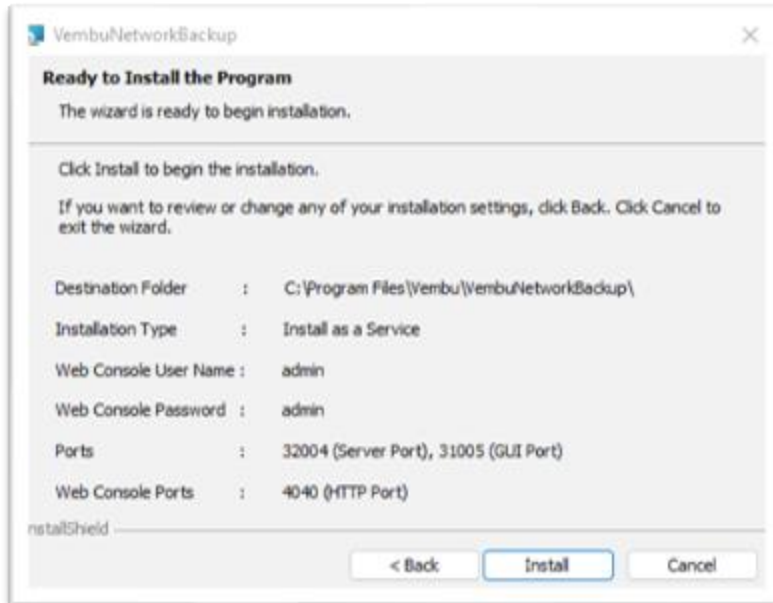 VembuNetworkBackup
Ready to Install the Program
The wizard is ready to begin installation.
Click Install to begin the installation.
If you want to review or change any of your installation settings, click Back. Click Cancel to
exit the wizard.
Destination Folder : C:\Program Files\Vembu\VembuNetworkBackup\
Installation Type : Install as a Service
Web Console User Name : admin
Web Console Password : admin
Ports : 32004 (Server Port), 31005 (GUI Port)
Web Console Ports : 4040 (HTTP Port)
nstallShield
< Back Install Cancel